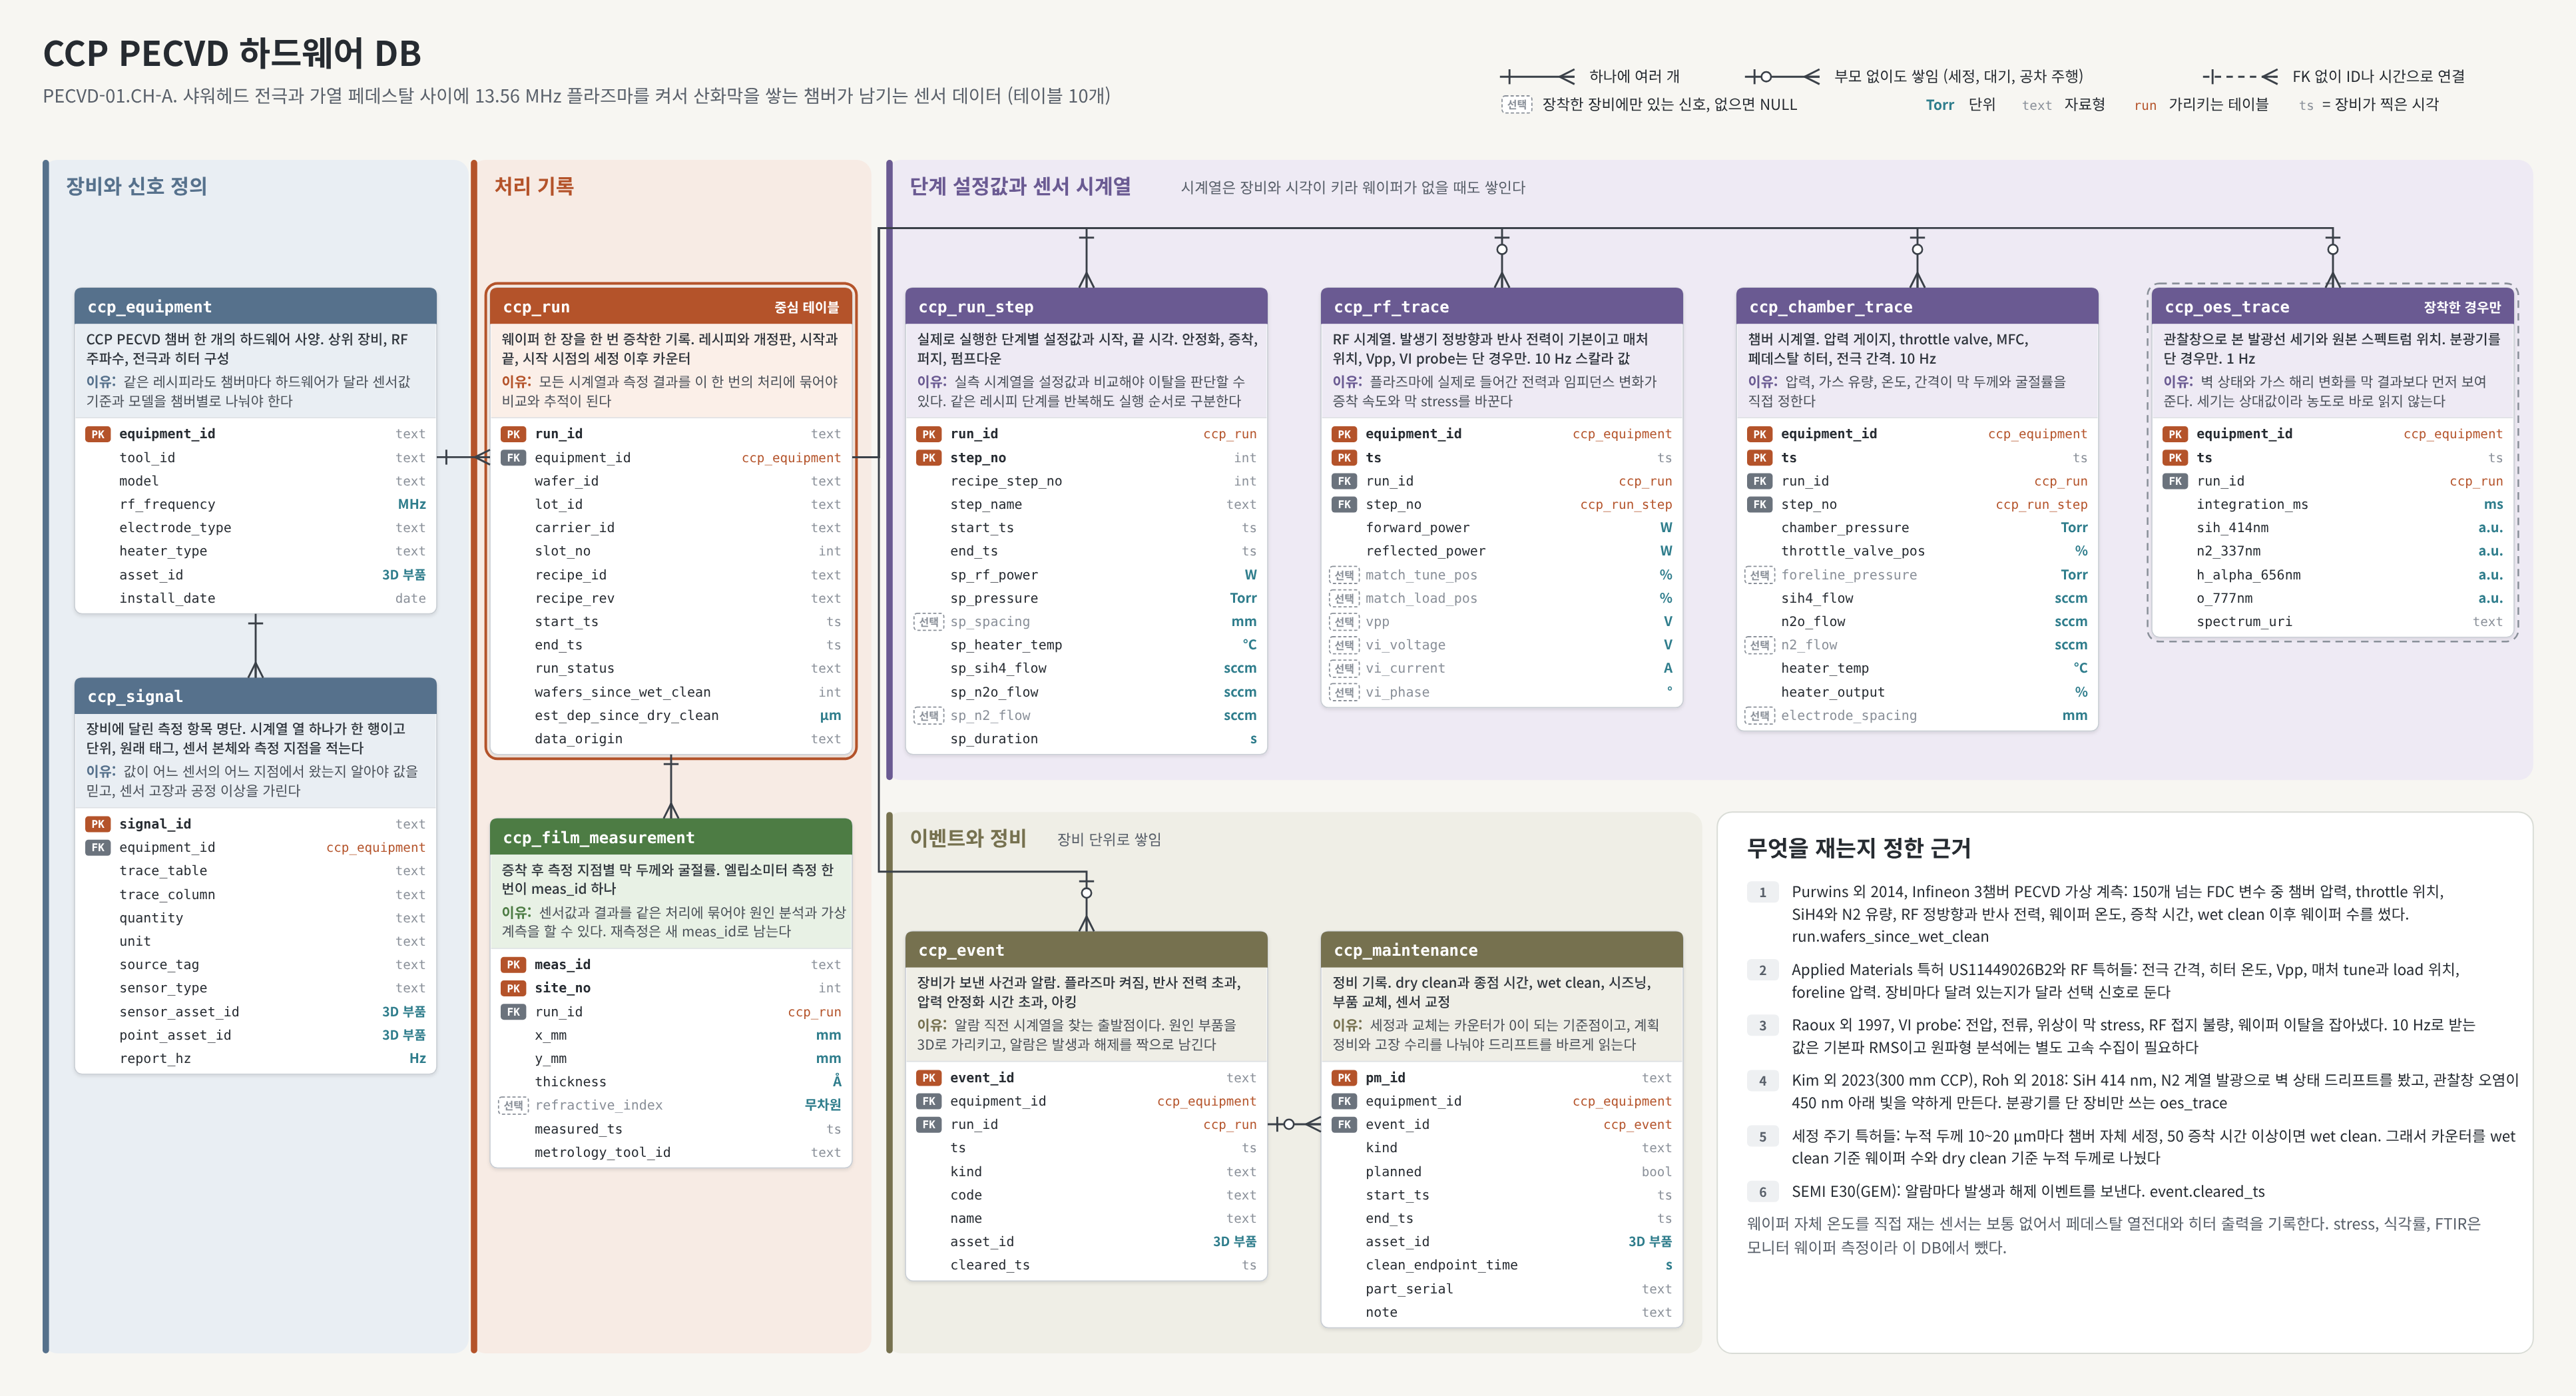 CCP PECVD 하드웨어 DB
PECVD-01.CH-A. 샤워헤드 전극과 가열 페데스탈 사이에 13.56 MHz 플라즈마를 켜서 산화막을 쌓는 챔버가 남기는 센서 데이터 (테이블 10개)
하나에 여러 개
부모 없이도 쌓임 (세정, 대기, 공차 주행)
FK 없이 ID나 시간으로 연결
선택 장착한 장비에만 있는 신호, 없으면 NULL
Torr 단위 text 자료형 run 가리키는 테이블 ts = 장비가 찍은 시각
장비와 신호 정의
ccp_equipment
CCP PECVD 챔버 한 개의 하드웨어 사양. 상위 장비, RF
주파수, 전극과 히터 구성
이유: 같은 레시피라도 챔버마다 하드웨어가 달라 센서값
기준과 모델을 챔버별로 나눠야 한다
PK equipment_id text
tool_id text
model text
rf_frequency MHz
electrode_type text
heater_type text
asset_id 3D 부품
install_date date
ccp_signal
장비에 달린 측정 항목 명단. 시계열 열 하나가 한 행이고
단위, 원래 태그, 센서 본체와 측정 지점을 적는다
이유: 값이 어느 센서의 어느 지점에서 왔는지 알아야 값을
믿고, 센서 고장과 공정 이상을 가린다
PK signal_id text
FK equipment_id ccp_equipment
trace_table text
trace_column text
quantity text
unit text
source_tag text
sensor_type text
sensor_asset_id 3D 부품
point_asset_id 3D 부품
report_hz Hz
처리 기록
ccp_run 중심 테이블
웨이퍼 한 장을 한 번 증착한 기록. 레시피와 개정판, 시작과
끝, 시작 시점의 세정 이후 카운터
이유: 모든 시계열과 측정 결과를 이 한 번의 처리에 묶어야
비교와 추적이 된다
PK run_id text
FK equipment_id ccp_equipment
wafer_id text
lot_id text
carrier_id text
slot_no int
recipe_id text
recipe_rev text
start_ts ts
end_ts ts
run_status text
wafers_since_wet_clean int
est_dep_since_dry_clean µm
data_origin text
ccp_film_measurement
증착 후 측정 지점별 막 두께와 굴절률. 엘립소미터 측정 한
번이 meas_id 하나
이유: 센서값과 결과를 같은 처리에 묶어야 원인 분석과 가상
계측을 할 수 있다. 재측정은 새 meas_id로 남는다
PK meas_id text
PK site_no int
FK run_id ccp_run
x_mm mm
y_mm mm
thickness Å
선택 refractive_index 무차원
measured_ts ts
metrology_tool_id text
단계 설정값과 센서 시계열 시계열은 장비와 시각이 키라 웨이퍼가 없을 때도 쌓인다
ccp_run_step
실제로 실행한 단계별 설정값과 시작, 끝 시각. 안정화, 증착,
퍼지, 펌프다운
이유: 실측 시계열을 설정값과 비교해야 이탈을 판단할 수
있다. 같은 레시피 단계를 반복해도 실행 순서로 구분한다
PK run_id ccp_run
PK step_no int
recipe_step_no int
step_name text
start_ts ts
end_ts ts
sp_rf_power W
sp_pressure Torr
선택 sp_spacing mm
sp_heater_temp °C
sp_sih4_flow sccm
sp_n2o_flow sccm
선택 sp_n2_flow sccm
sp_duration s
ccp_rf_trace
RF 시계열. 발생기 정방향과 반사 전력이 기본이고 매처
위치, Vpp, VI probe는 단 경우만. 10 Hz 스칼라 값
이유: 플라즈마에 실제로 들어간 전력과 임피던스 변화가
증착 속도와 막 stress를 바꾼다
PK equipment_id ccp_equipment
PK ts ts
FK run_id ccp_run
FK step_no ccp_run_step
forward_power W
reflected_power W
선택 match_tune_pos %
선택 match_load_pos %
선택 vpp V
선택 vi_voltage V
선택 vi_current A
선택 vi_phase °
ccp_chamber_trace
챔버 시계열. 압력 게이지, throttle valve, MFC,
페데스탈 히터, 전극 간격. 10 Hz
이유: 압력, 가스 유량, 온도, 간격이 막 두께와 굴절률을
직접 정한다
PK equipment_id ccp_equipment
PK ts ts
FK run_id ccp_run
FK step_no ccp_run_step
chamber_pressure Torr
throttle_valve_pos %
선택 foreline_pressure Torr
sih4_flow sccm
n2o_flow sccm
선택 n2_flow sccm
heater_temp °C
heater_output %
선택 electrode_spacing mm
ccp_oes_trace 장착한 경우만
관찰창으로 본 발광선 세기와 원본 스펙트럼 위치. 분광기를
단 경우만. 1 Hz
이유: 벽 상태와 가스 해리 변화를 막 결과보다 먼저 보여
준다. 세기는 상대값이라 농도로 바로 읽지 않는다
PK equipment_id ccp_equipment
PK ts ts
FK run_id ccp_run
integration_ms ms
sih_414nm a.u.
n2_337nm a.u.
h_alpha_656nm a.u.
o_777nm a.u.
spectrum_uri text
이벤트와 정비 장비 단위로 쌓임
ccp_event
장비가 보낸 사건과 알람. 플라즈마 켜짐, 반사 전력 초과,
압력 안정화 시간 초과, 아킹
이유: 알람 직전 시계열을 찾는 출발점이다. 원인 부품을
3D로 가리키고, 알람은 발생과 해제를 짝으로 남긴다
PK event_id text
FK equipment_id ccp_equipment
FK run_id ccp_run
ts ts
kind text
code text
name text
asset_id 3D 부품
cleared_ts ts
ccp_maintenance
정비 기록. dry clean과 종점 시간, wet clean, 시즈닝,
부품 교체, 센서 교정
이유: 세정과 교체는 카운터가 0이 되는 기준점이고, 계획
정비와 고장 수리를 나눠야 드리프트를 바르게 읽는다
PK pm_id text
FK equipment_id ccp_equipment
FK event_id ccp_event
kind text
planned bool
start_ts ts
end_ts ts
asset_id 3D 부품
clean_endpoint_time s
part_serial text
note text
무엇을 재는지 정한 근거
1 Purwins 외 2014, Infineon 3챔버 PECVD 가상 계측: 150개 넘는 FDC 변수 중 챔버 압력, throttle 위치,
SiH4와 N2 유량, RF 정방향과 반사 전력, 웨이퍼 온도, 증착 시간, wet clean 이후 웨이퍼 수를 썼다.
run.wafers_since_wet_clean
2 Applied Materials 특허 US11449026B2와 RF 특허들: 전극 간격, 히터 온도, Vpp, 매처 tune과 load 위치,
foreline 압력. 장비마다 달려 있는지가 달라 선택 신호로 둔다
3 Raoux 외 1997, VI probe: 전압, 전류, 위상이 막 stress, RF 접지 불량, 웨이퍼 이탈을 잡아냈다. 10 Hz로 받는
값은 기본파 RMS이고 원파형 분석에는 별도 고속 수집이 필요하다
4 Kim 외 2023(300 mm CCP), Roh 외 2018: SiH 414 nm, N2 계열 발광으로 벽 상태 드리프트를 봤고, 관찰창 오염이
450 nm 아래 빛을 약하게 만든다. 분광기를 단 장비만 쓰는 oes_trace
5 세정 주기 특허들: 누적 두께 10~20 µm마다 챔버 자체 세정, 50 증착 시간 이상이면 wet clean. 그래서 카운터를 wet
clean 기준 웨이퍼 수와 dry clean 기준 누적 두께로 나눴다
6 SEMI E30(GEM): 알람마다 발생과 해제 이벤트를 보낸다. event.cleared_ts
웨이퍼 자체 온도를 직접 재는 센서는 보통 없어서 페데스탈 열전대와 히터 출력을 기록한다. stress, 식각률, FTIR은
모니터 웨이퍼 측정이라 이 DB에서 뺐다.